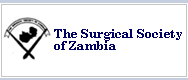 The Surgical Society
of Zambia